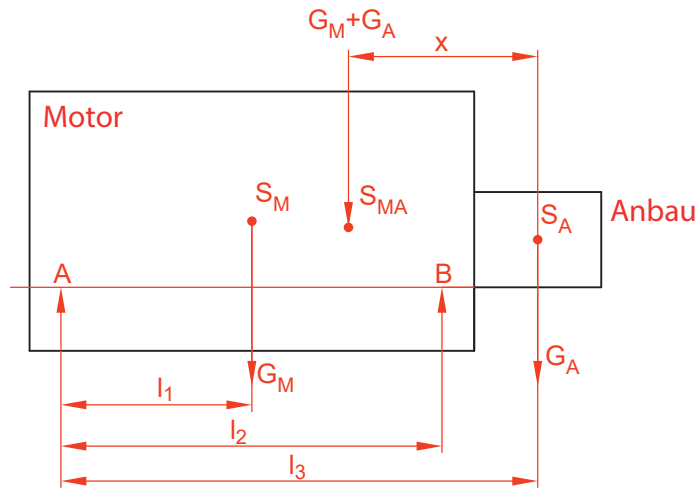 G_M+G_A
x
Motor
S_M
S_MA
S_A
Anbau
A
B
G_M
G_A
l_1
l_2
l_3